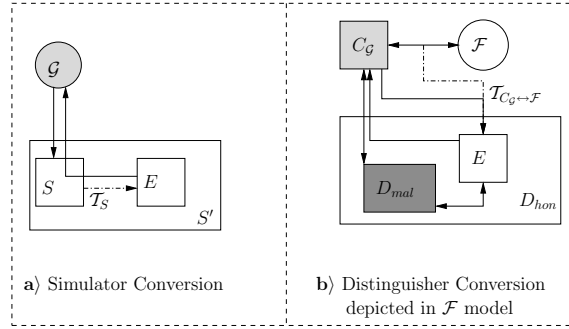 𝒢
S
E
𝒯_S
S′
a⟩ Simulator Conversion
C_𝒢
ℱ
𝒯_{C_𝒢↔ℱ}
E
D_mal
D_hon
b⟩ Distinguisher Conversion
depicted in ℱ model